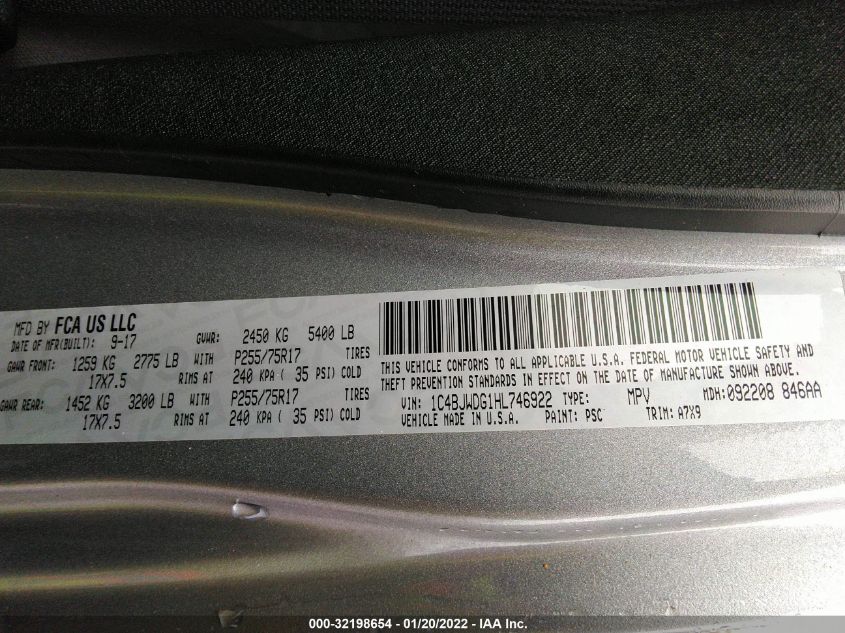 MFD BY FCA US LLC
DATE OF MFR(BUILT): 9-17 GVWR: 2450 KG 5400 LB
GAWR FRONT: 1259 KG 2775 LB WITH P255/75R17 TIRES
17X7.5 RIMS AT 240 KPA ( 35 PSI) COLD
GAWR REAR: 1452 KG 3200 LB WITH P255/75R17 TIRES
17X7.5 RIMS AT 240 KPA ( 35 PSI) COLD
THIS VEHICLE CONFORMS TO ALL APPLICABLE U.S.A. FEDERAL MOTOR VEHICLE SAFETY AND
THEFT PREVENTION STANDARDS IN EFFECT ON THE DATE OF MANUFACTURE SHOWN ABOVE.
VIN: 1C4BJWDG1HL746922 TYPE: MPV MDH:092208 846AA
VEHICLE MADE IN U.S.A. PAINT: PSC TRIM: A7X9
000-32198654 - 01/20/2022 - IAA Inc.